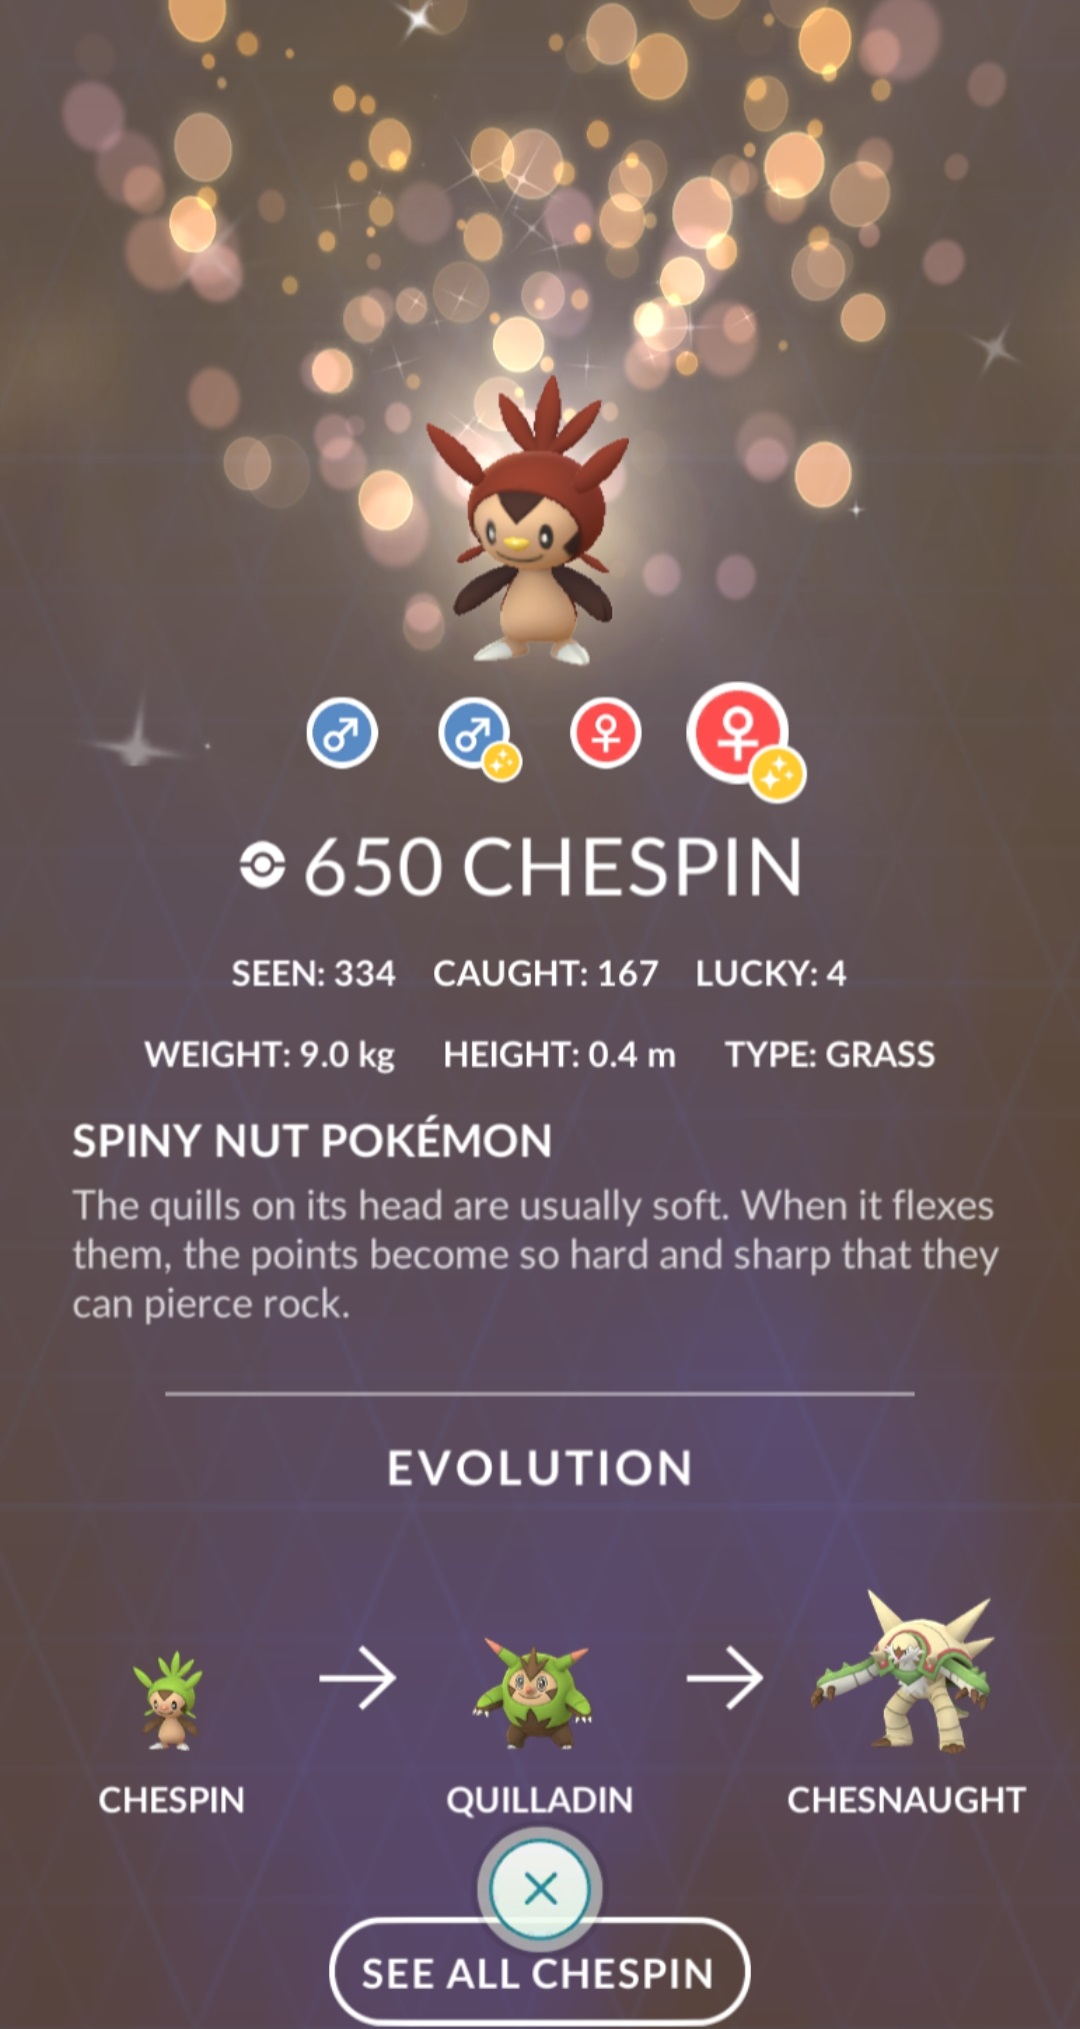 650 CHESPIN
SEEN: 334 CAUGHT: 167 LUCKY: 4
WEIGHT: 9.0 kg HEIGHT: 0.4 m TYPE: GRASS
SPINY NUT POKÉMON
The quills on its head are usually soft. When it flexes
them, the points become so hard and sharp that they
can pierce rock.
EVOLUTION
CHESPIN QUILLADIN CHESNAUGHT
SEE ALL CHESPIN